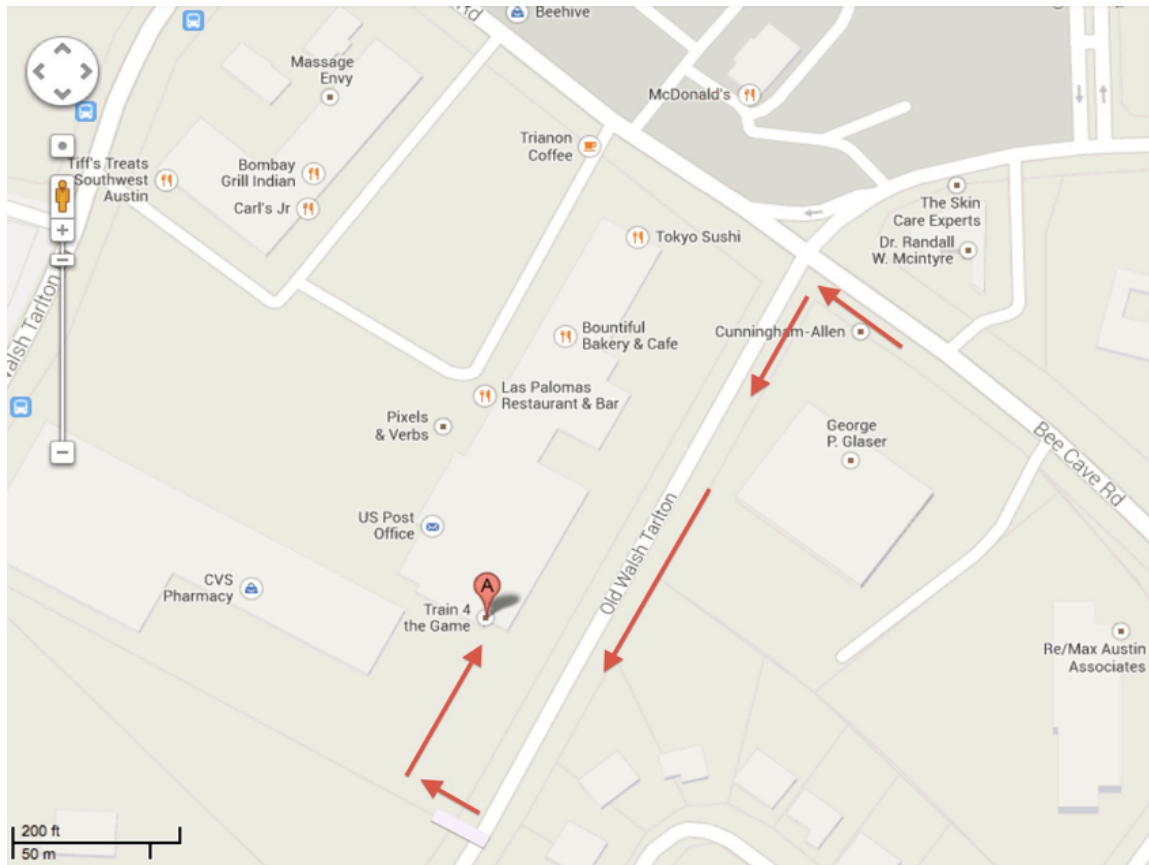 Rd
Beehive
Massage
Envy
McDonald's
Trianon
Coffee
Tiff's Treats
Southwest
Austin
Bombay
Grill Indian
Carl's Jr
The Skin
Care Experts
Tokyo Sushi
Dr. Randall
W. Mcintyre
Walsh Tarlton
Bountiful
Bakery & Cafe
Cunningham-Allen
Las Palomas
Restaurant & Bar
Pixels
& Verbs
George
P. Glaser
Bee Cave Rd
US Post
Office
Old Walsh Tarlton
CVS
Pharmacy
A
Train 4
the Game
Re/Max Austin
Associates
200 ft
50 m